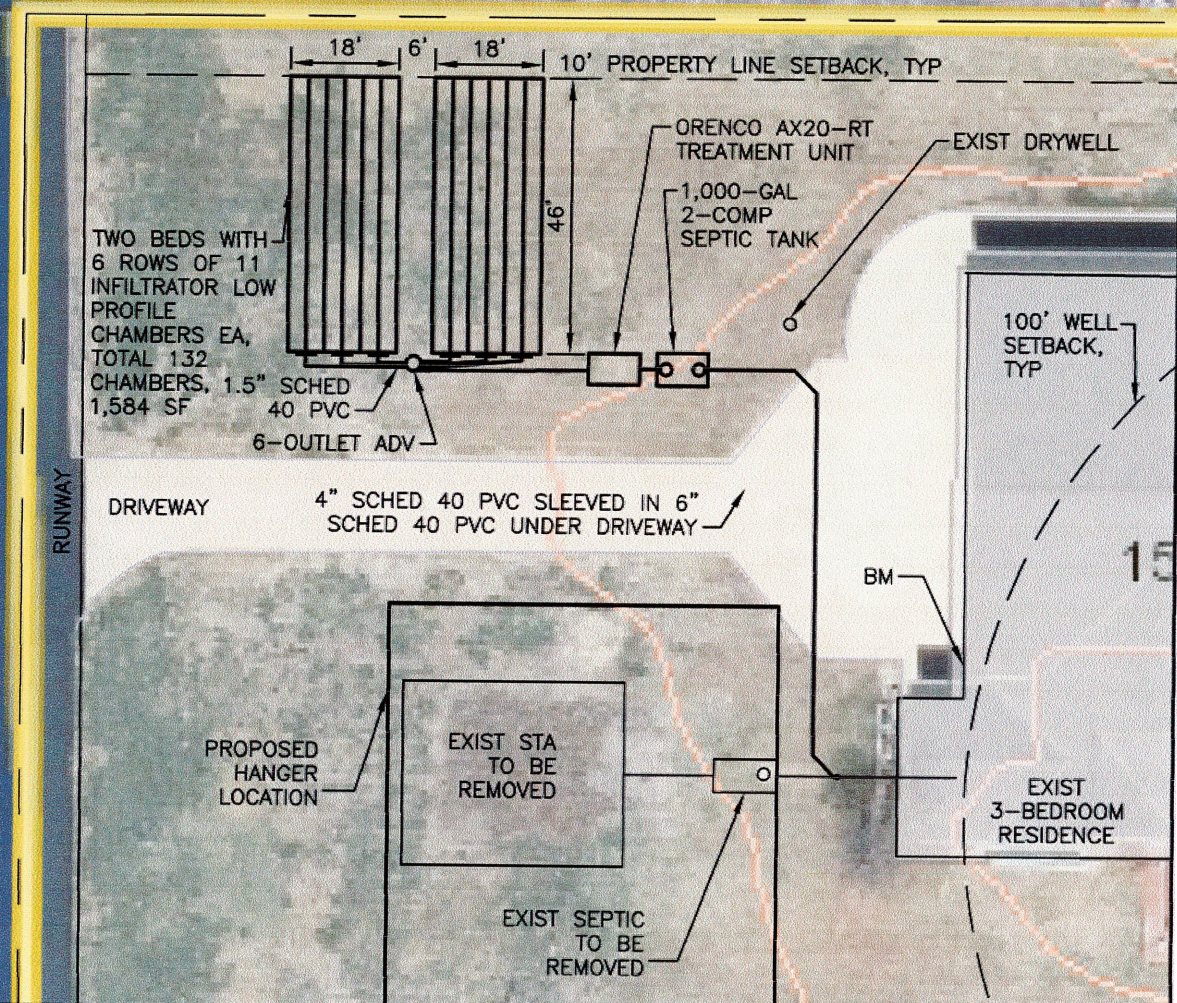 18'
6'
18'
10' PROPERTY LINE SETBACK, TYP
ORENCO AX20-RT
TREATMENT UNIT
EXIST DRYWELL
1,000-GAL
2-COMP
SEPTIC TANK
46'
TWO BEDS WITH
6 ROWS OF 11
INFILTRATOR LOW
PROFILE
CHAMBERS EA,
TOTAL 132
CHAMBERS,
1,584 SF
1.5" SCHED
40 PVC
6-OUTLET ADV
100' WELL
SETBACK,
TYP
RUNWAY
DRIVEWAY
4" SCHED 40 PVC SLEEVED IN 6"
SCHED 40 PVC UNDER DRIVEWAY
BM
15
PROPOSED
HANGER
LOCATION
EXIST STA
TO BE
REMOVED
EXIST
3-BEDROOM
RESIDENCE
EXIST SEPTIC
TO BE
REMOVED